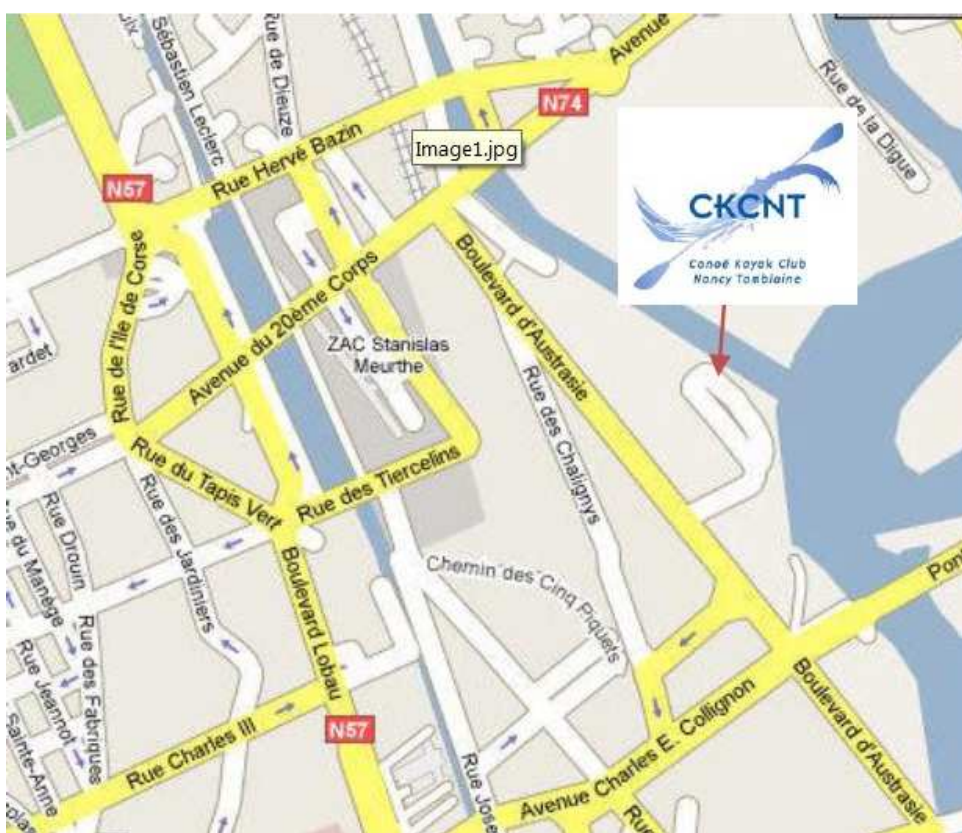 Sébastien Leclerc
Rue de Dieuze
Avenue
Rue de la Digue
N74
Image1.jpg
Rue Hervé Bazin
N57
CKCNT
Canoë Kayak Club
Nancy Tomblaine
Rue de l'Ile de Corse
Avenue du 20ème Corps
Boulevard d'Austrasie
ZAC Stanislas
Meurthe
ardet
Rue des Chalignys
nt-Georges
Rue du Tapis Vert
Rue des Tiercelins
Rue des Jardiniers
Rue Drouin
ue du Manège
Boulevard Lobau
Chemin des Cinq Piquets
Pont
Rue des Fabriques
Rue Jeannot
Sainte-Anne
Rue Charles III
N57
Rue Jose
Avenue Charles E. Collignon
Boulevard d'Austrasie